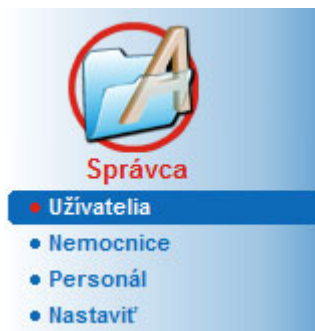 A
Správca
Užívatelia
Nemocnice
Personál
Nastaviť